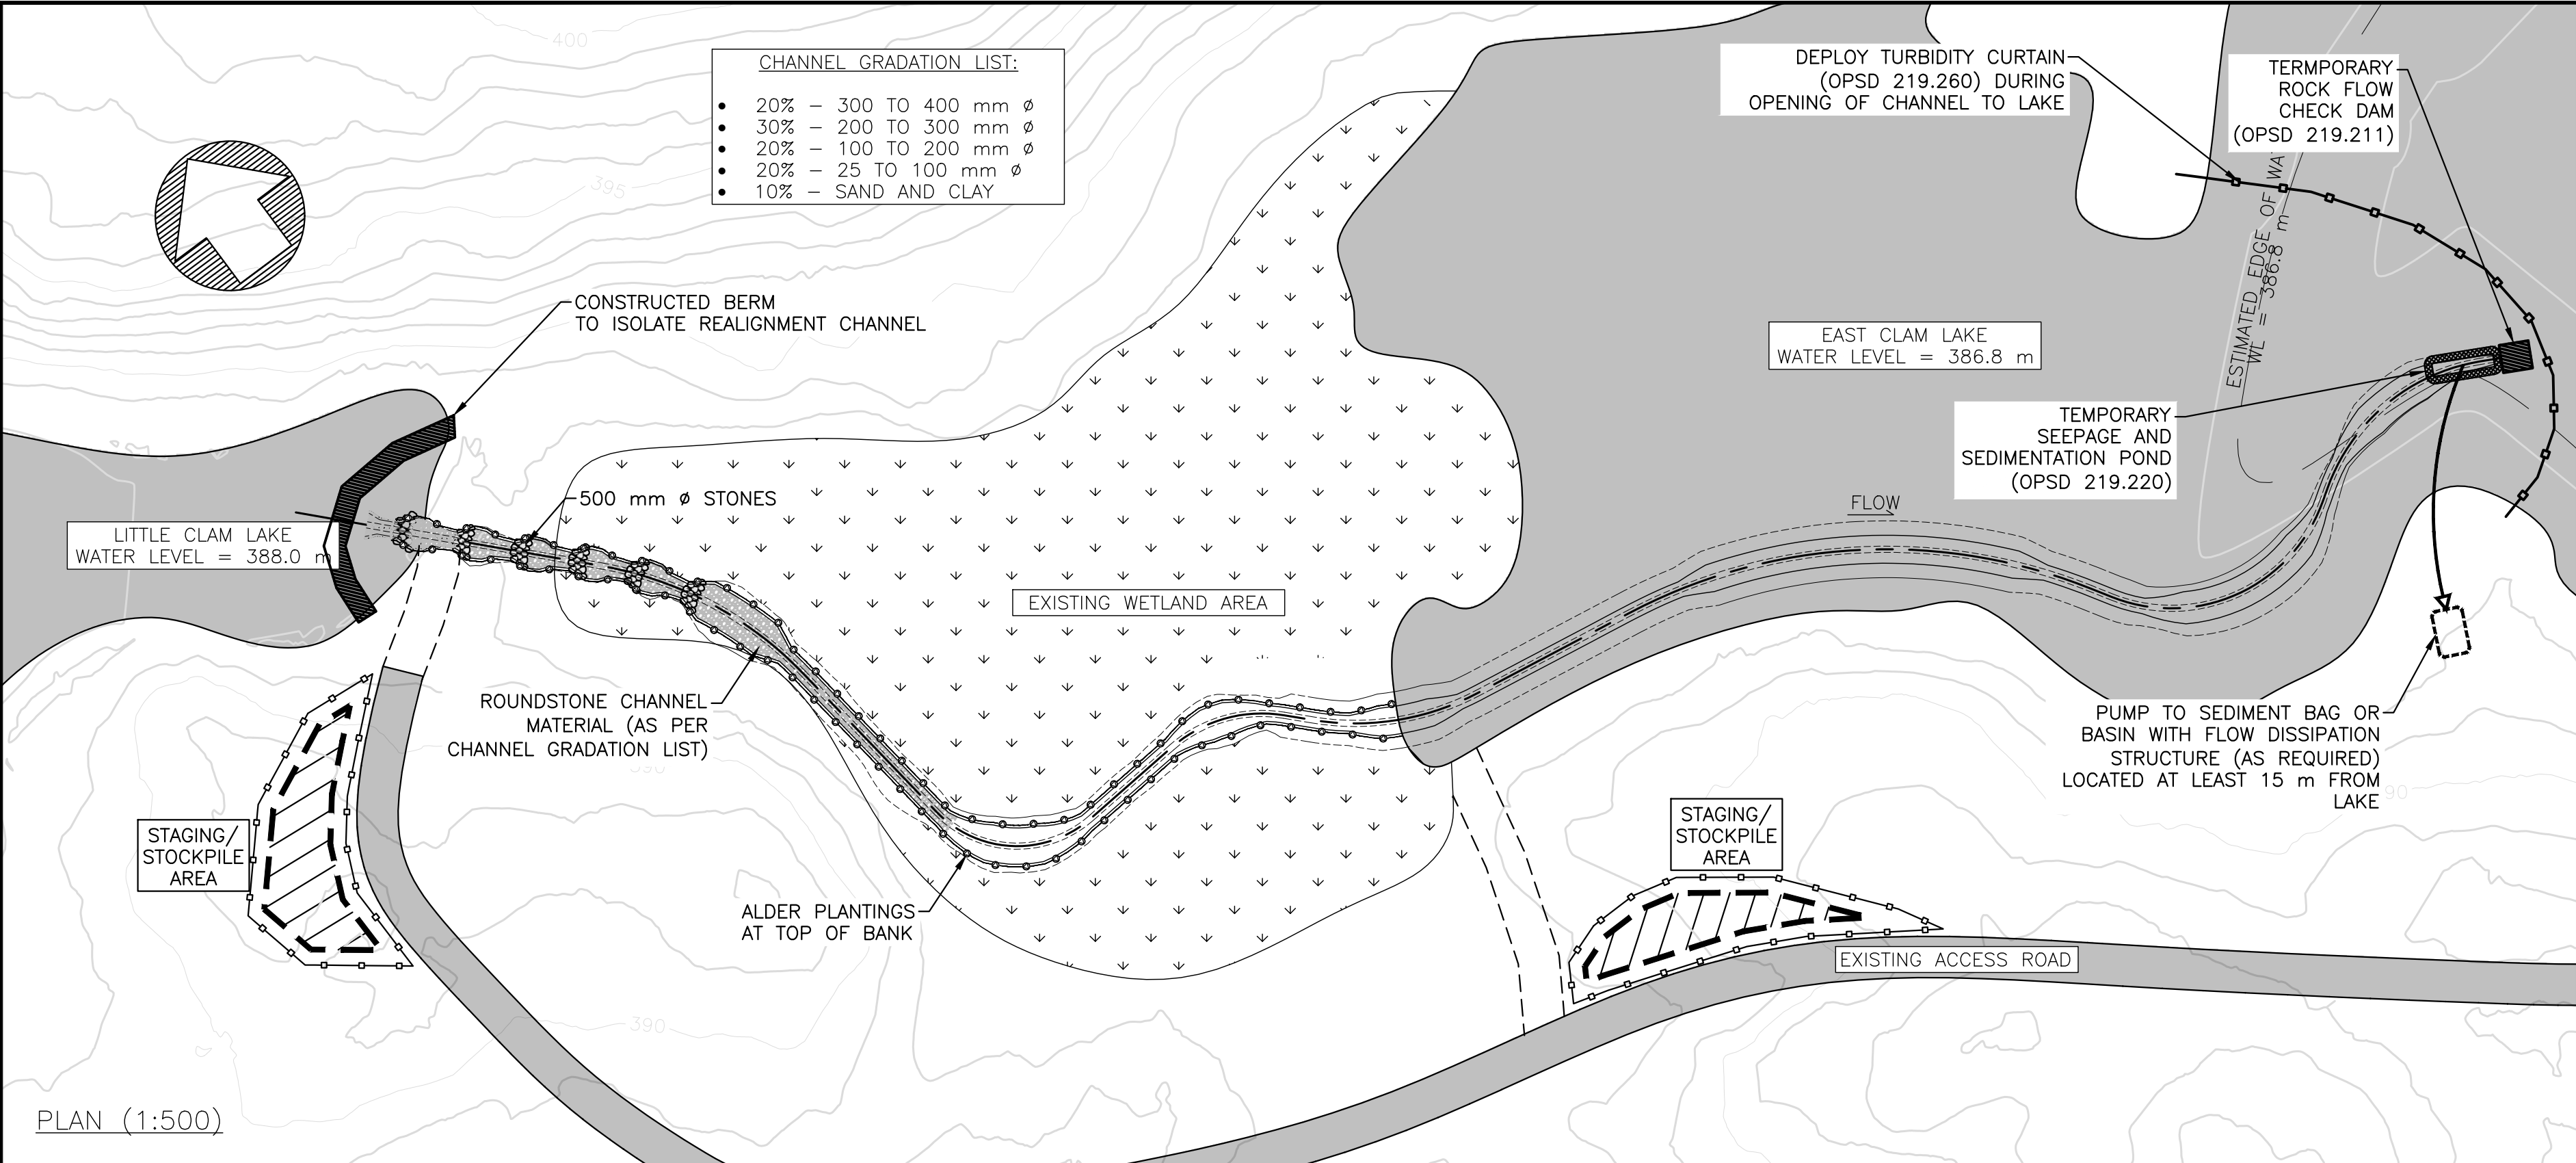 400
CHANNEL GRADATION LIST:
• 20% – 300 TO 400 mm ø
• 30% – 200 TO 300 mm ø
• 20% – 100 TO 200 mm ø
• 20% – 25 TO 100 mm ø
• 10% – SAND AND CLAY
DEPLOY TURBIDITY CURTAIN
(OPSD 219.260) DURING
OPENING OF CHANNEL TO LAKE
TERMPORARY
ROCK FLOW
CHECK DAM
(OPSD 219.211)
395
ESTIMATED EDGE OF WA
WL = 386.8 m
CONSTRUCTED BERM
TO ISOLATE REALIGNMENT CHANNEL
EAST CLAM LAKE
WATER LEVEL = 386.8 m
TEMPORARY
SEEPAGE AND
SEDIMENTATION POND
(OPSD 219.220)
500 mm ø STONES
FLOW
LITTLE CLAM LAKE
WATER LEVEL = 388.0 m
EXISTING WETLAND AREA
ROUNDSTONE CHANNEL
MATERIAL (AS PER
CHANNEL GRADATION LIST)
390
PUMP TO SEDIMENT BAG OR
BASIN WITH FLOW DISSIPATION
STRUCTURE (AS REQUIRED)
LOCATED AT LEAST 15 m FROM
LAKE
90
STAGING/
STOCKPILE
AREA
STAGING/
STOCKPILE
AREA
ALDER PLANTINGS
AT TOP OF BANK
EXISTING ACCESS ROAD
390
PLAN (1:500)